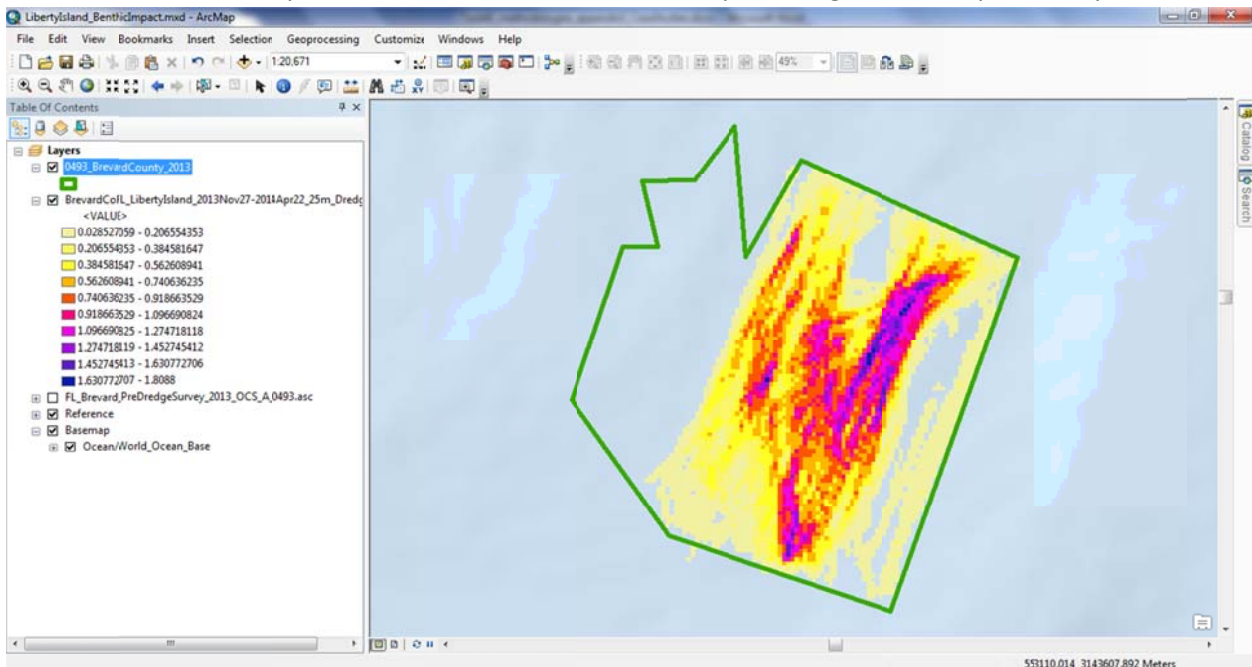 LibertyIsland_BenthicImpact.mxd - ArcMap
File Edit View Bookmarks Insert Selection Geoprocessing Customize Windows Help
1:20,671
49%
Table Of Contents
Layers
0493_BrevardCounty_2013
BrevardCoFL_LibertyIsland_2013Nov27-2014Apr22_25m_Dredg
<VALUE>
0.028527059 - 0.206554353
0.206554353 - 0.384581647
0.384581647 - 0.562608941
0.562608941 - 0.740636235
0.740636235 - 0.918663529
0.918663529 - 1.096690824
1.096690825 - 1.274718118
1.274718119 - 1.452745412
1.452745413 - 1.630772706
1.630772707 - 1.8088
FL_Brevard_PreDredgeSurvey_2013_OCS_A_0493.asc
Reference
Basemap
Ocean/World_Ocean_Base
Catalog
Search
553110.014 3143607.892 Meters